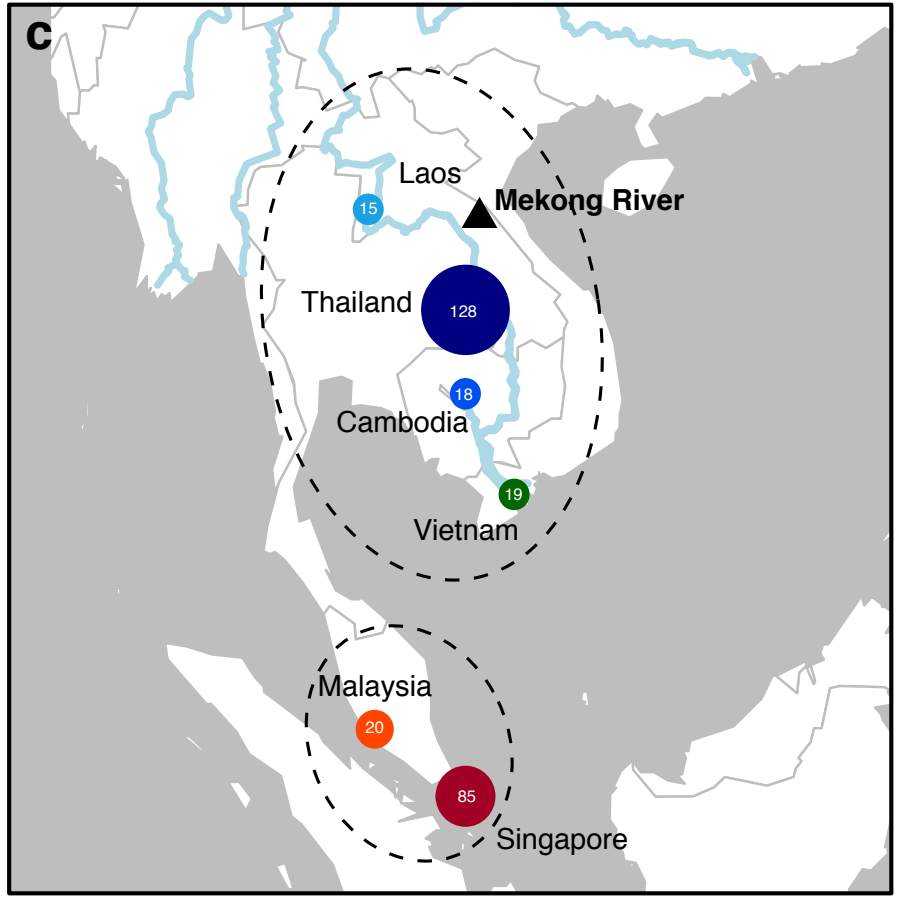 C
Laos
15
Mekong River
Thailand
128
18
Cambodia
19
Vietnam
Malaysia
20
85
Singapore